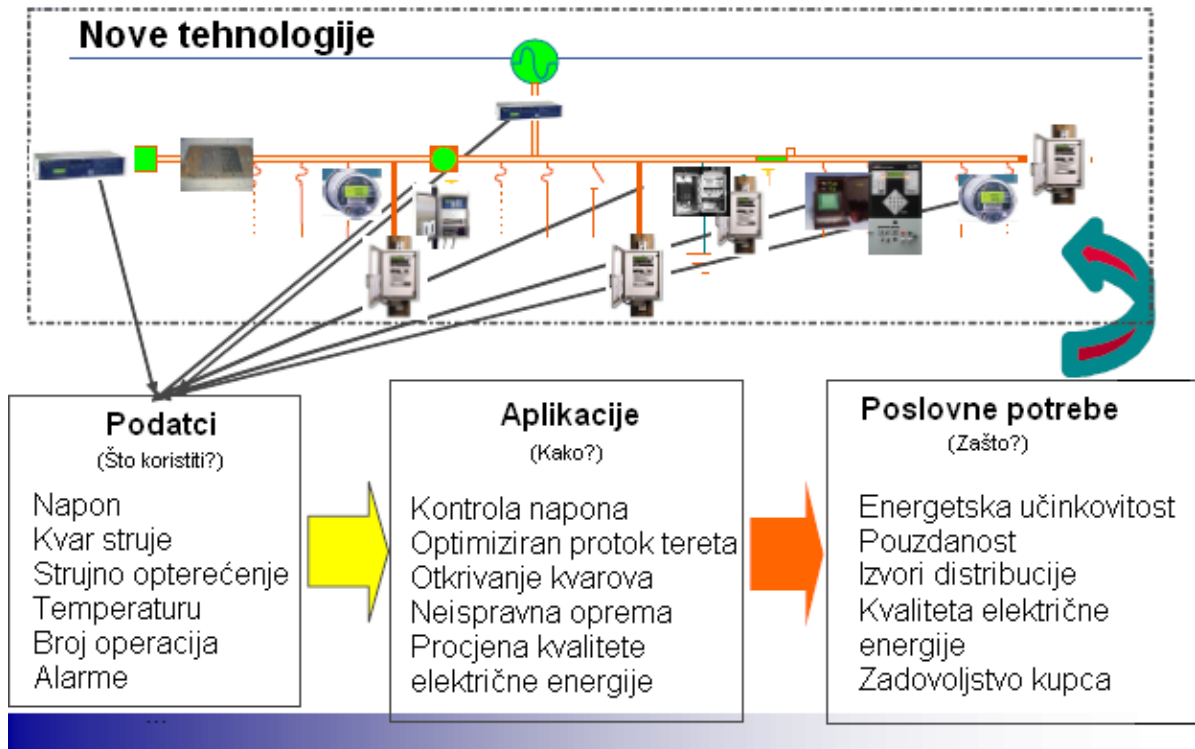 Nove tehnologije
Podatci
(Što koristiti?)
Napon
Kvar struje
Strujno opterećenje
Temperaturu
Broj operacija
Alarme
...
Aplikacije
(Kako?)
Kontrola napona
Optimiziran protok tereta
Otkrivanje kvarova
Neispravna oprema
Procjena kvalitete
električne energije
Poslovne potrebe
(Zašto?)
Energetska učinkovitost
Pouzdanost
Izvori distribucije
Kvaliteta električne
energije
Zadovoljstvo kupca